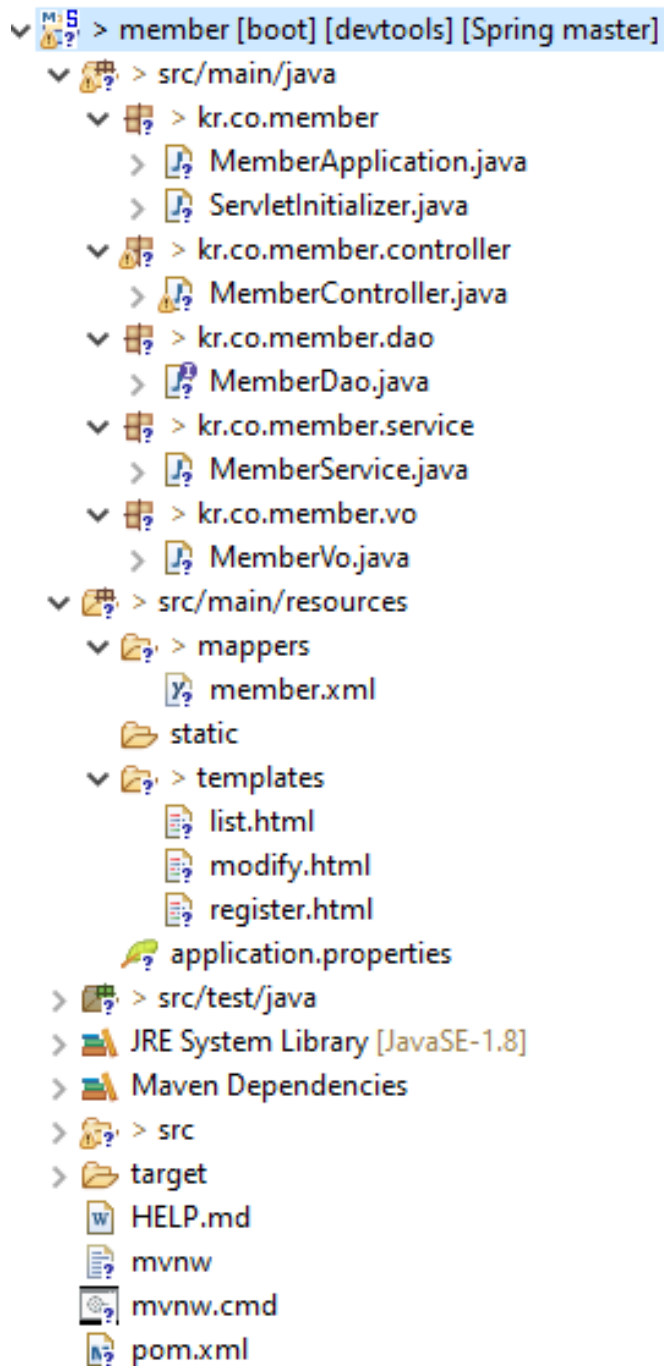 > member [boot] [devtools] [Spring master]
> src/main/java
> kr.co.member
MemberApplication.java
ServletInitializer.java
> kr.co.member.controller
MemberController.java
> kr.co.member.dao
MemberDao.java
> kr.co.member.service
MemberService.java
> kr.co.member.vo
MemberVo.java
> src/main/resources
> mappers
member.xml
static
> templates
list.html
modify.html
register.html
application.properties
> src/test/java
JRE System Library [JavaSE-1.8]
Maven Dependencies
> src
target
HELP.md
mvnw
mvnw.cmd
pom.xml